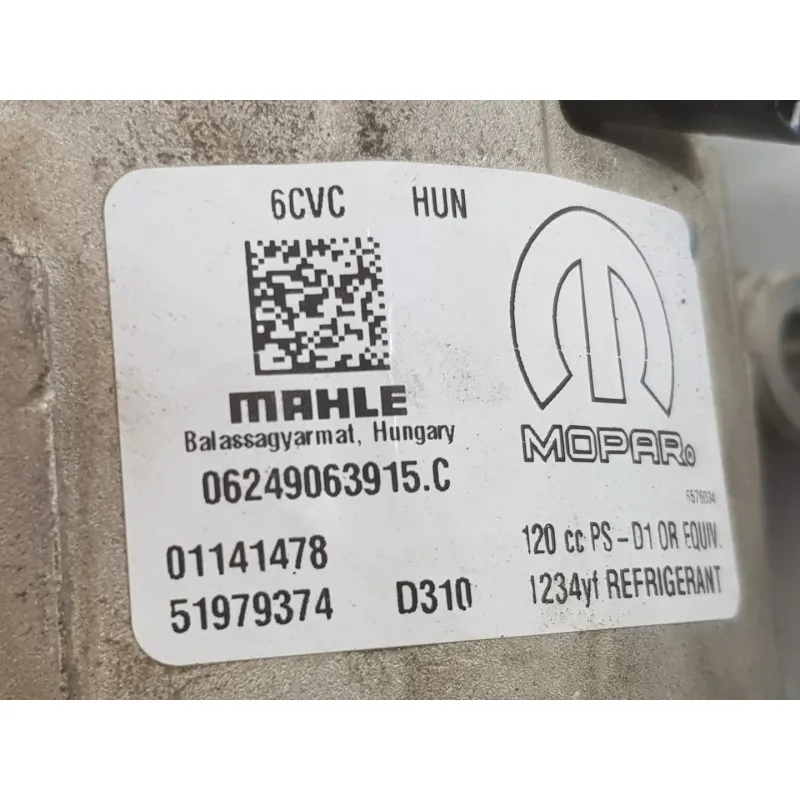 6CVC HUN
MAHLE
Balassagyarmat, Hungary
06249063915.C
MOPAR®
01141478
51979374 D310
120 cc PS-D1 OR EQUIV.
1234yf REFRIGERANT